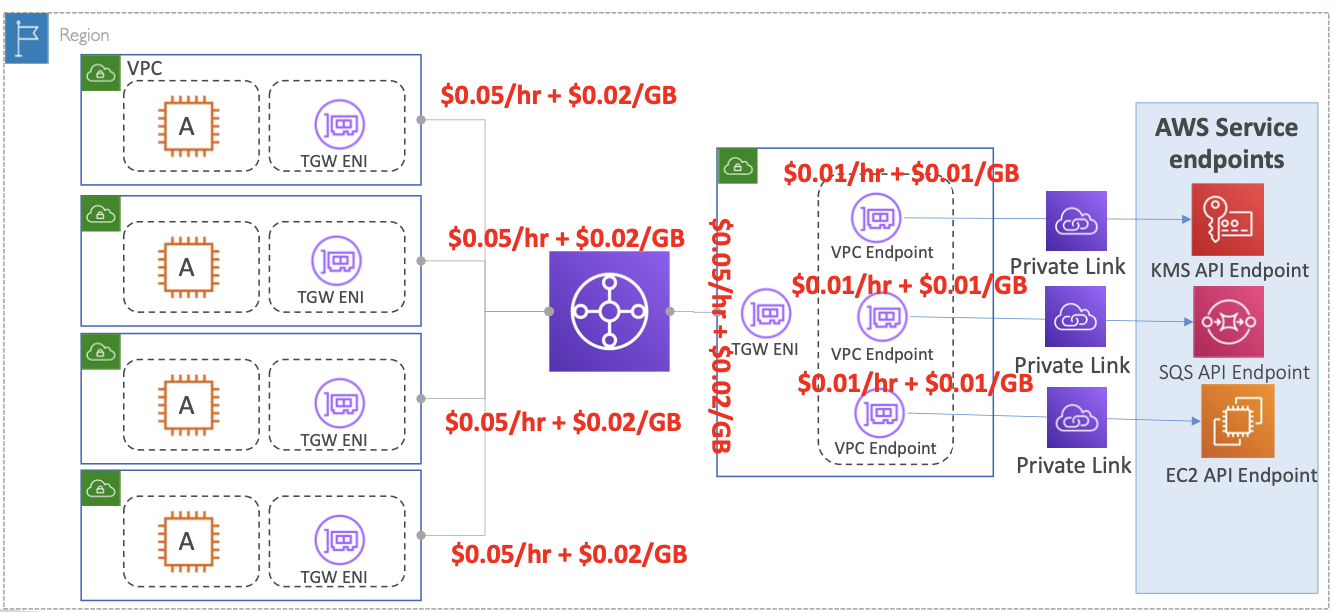 Region
VPC
A
TGW ENI
$0.05/hr + $0.02/GB
A
TGW ENI
$0.05/hr + $0.02/GB
A
TGW ENI
$0.05/hr + $0.02/GB
A
TGW ENI
$0.05/hr + $0.02/GB
$0.05/hr + $0.02/GB
TGW ENI
$0.01/hr + $0.01/GB
VPC Endpoint
$0.01/hr + $0.01/GB
VPC Endpoint
$0.01/hr + $0.01/GB
VPC Endpoint
Private Link
Private Link
Private Link
AWS Service
endpoints
KMS API Endpoint
SQS API Endpoint
EC2 API Endpoint